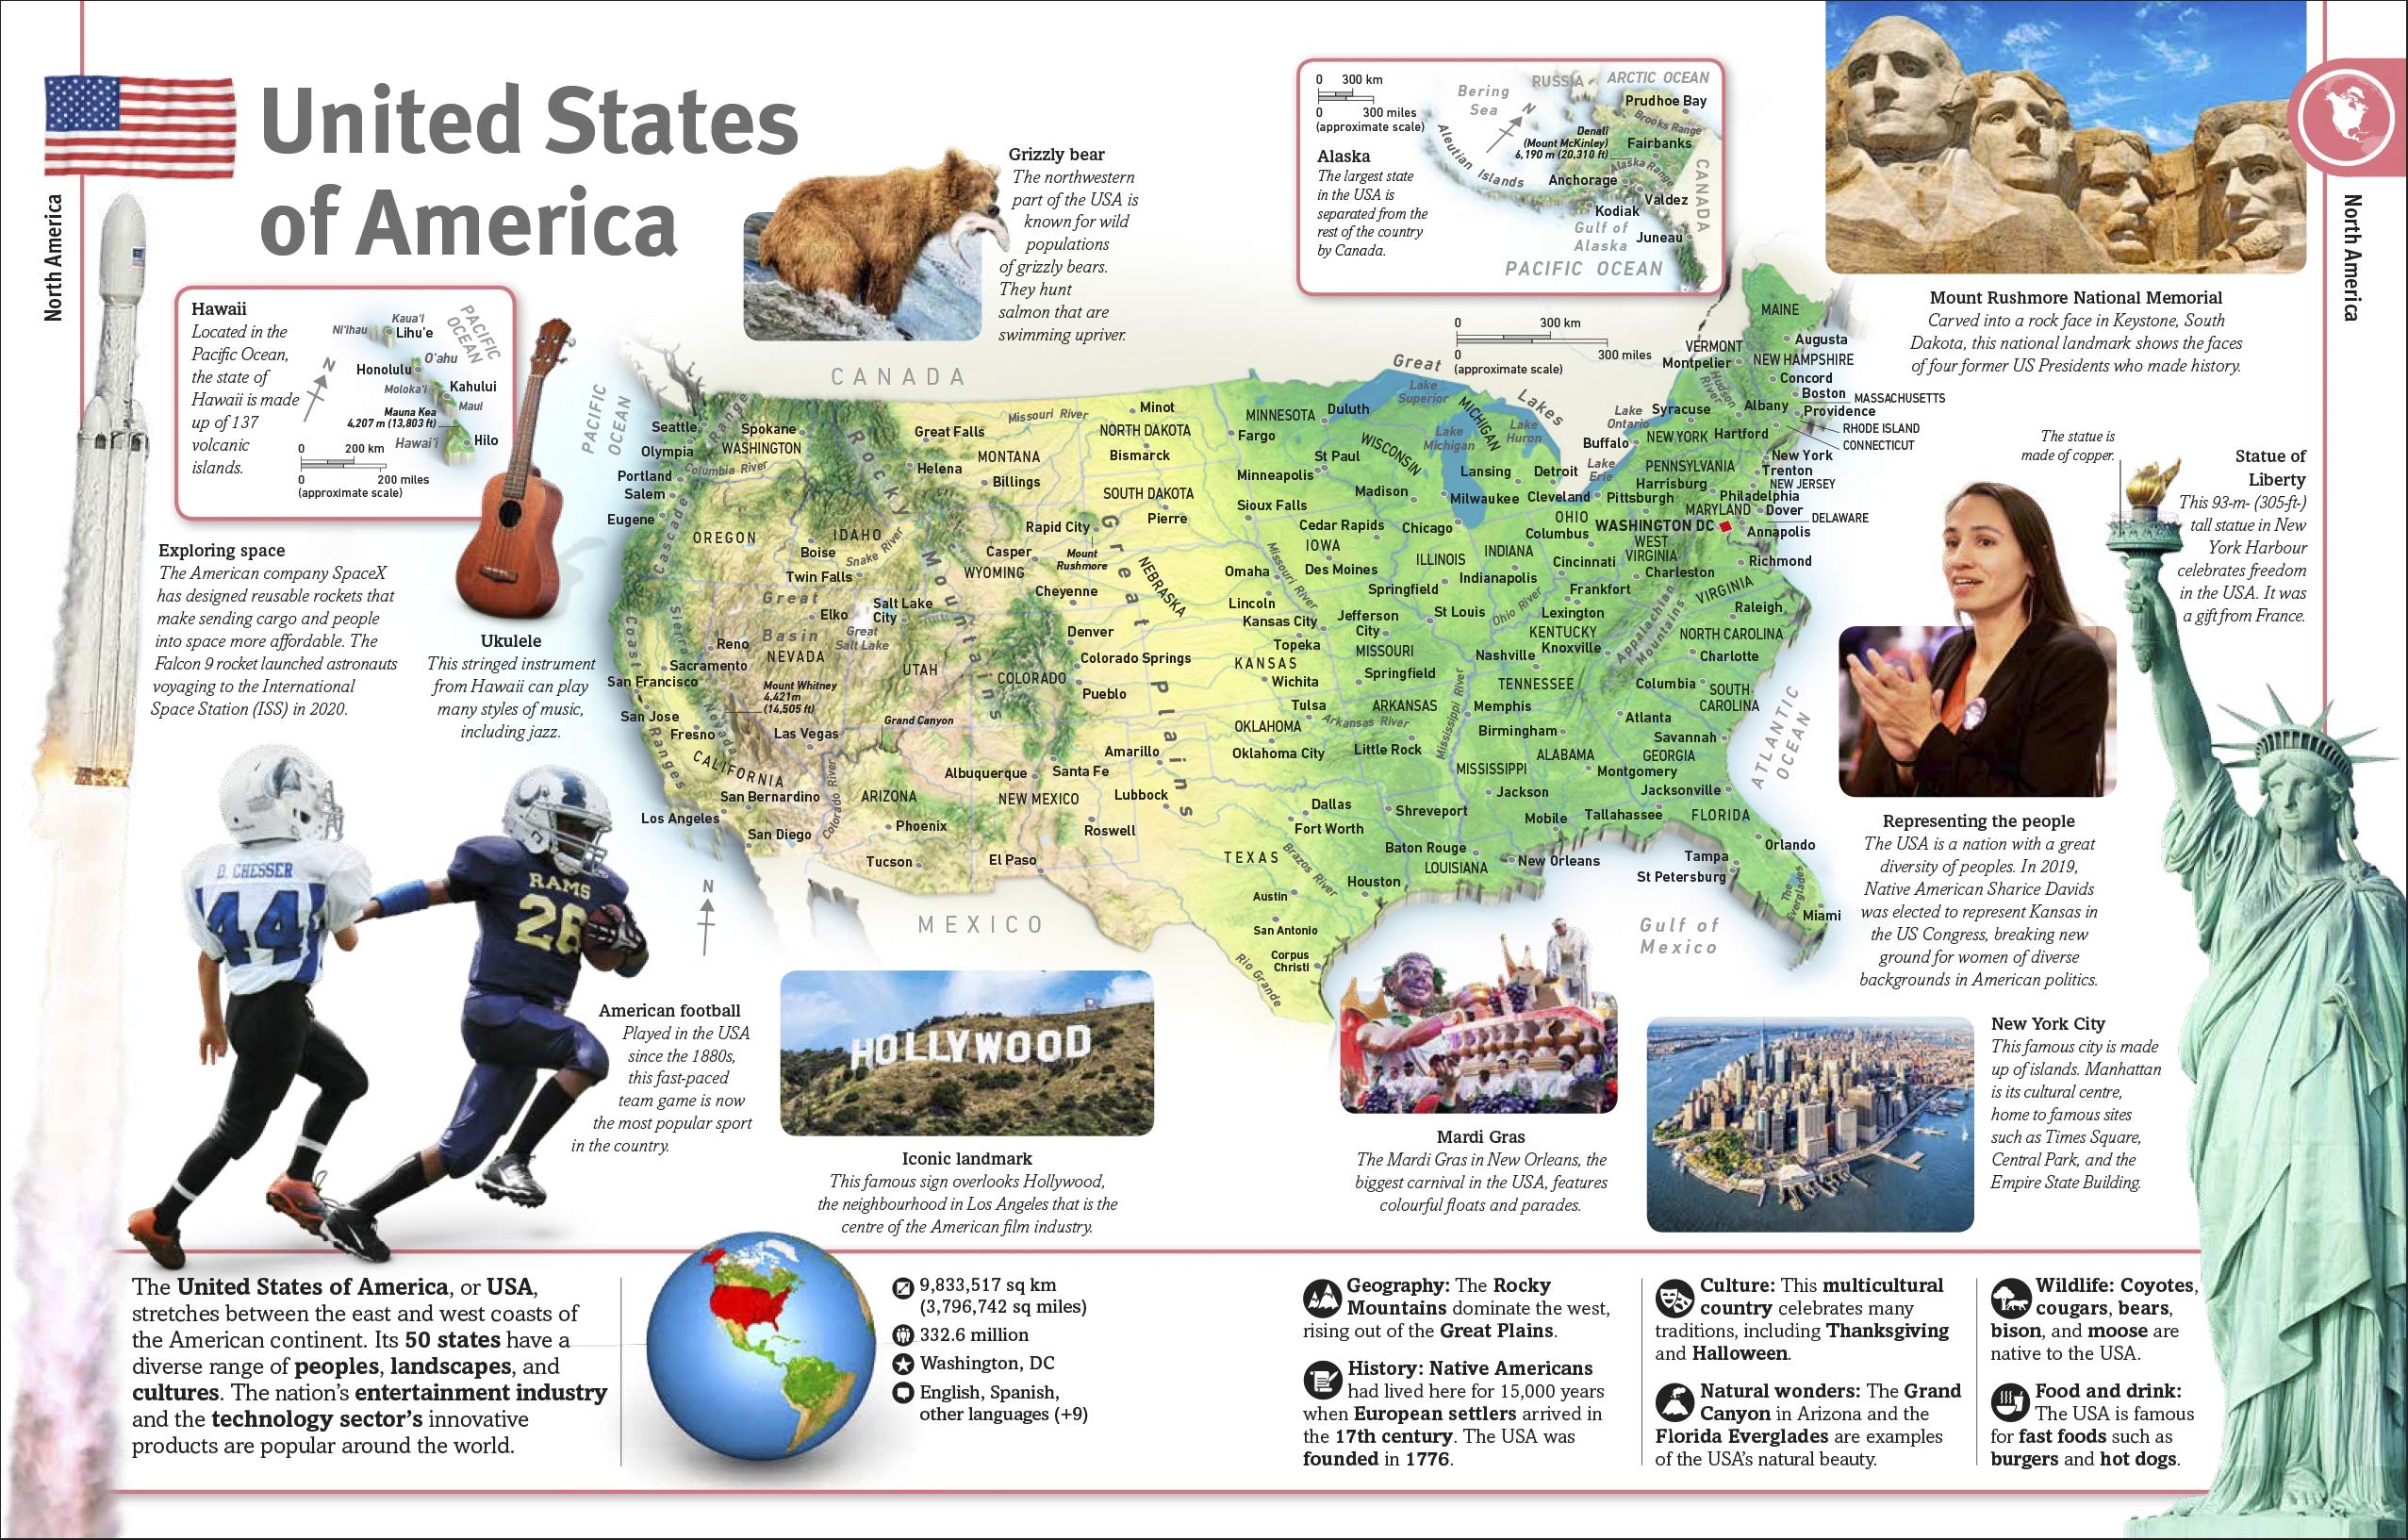 United States
of America
North America
North America
Hawaii
Located in the
Pacific Ocean,
the state of
Hawaii is made
up of 137
volcanic
islands.
Kaua'i
Ni'ihau
Lihu'e
PACIFIC
OCEAN
N
O'ahu
Honolulu
Moloka'i
Kahului
Maui
Mauna Kea
4,207 m (13,803 ft)
Hawai'i
Hilo
0 200 km
0 200 miles
(approximate scale)
Exploring space
The American company SpaceX
has designed reusable rockets that
make sending cargo and people
into space more affordable. The
Falcon 9 rocket launched astronauts
voyaging to the International
Space Station (ISS) in 2020.
Ukulele
This stringed instrument
from Hawaii can play
many styles of music,
including jazz.
Grizzly bear
The northwestern
part of the USA is
known for wild
populations
of grizzly bears.
They hunt
salmon that are
swimming upriver.
0 300 km
0 300 miles
(approximate scale)
Alaska
The largest state
in the USA is
separated from the
rest of the country
by Canada.
RUSSIA
ARCTIC OCEAN
Bering
Sea
N
Prudhoe Bay
Brooks Range
Denali
(Mount McKinley)
6,190 m (20,310 ft)
Fairbanks
Aleutian Islands
Alaska Range
CANADA
Anchorage
Valdez
Kodiak
Gulf of
Alaska
Juneau
PACIFIC OCEAN
Mount Rushmore National Memorial
Carved into a rock face in Keystone, South
Dakota, this national landmark shows the faces
of four former US Presidents who made history.
0 300 km
0 300 miles
(approximate scale)
CANADA
PACIFIC
OCEAN
Great
Lakes
Lake
Superior
Lake
Michigan
Lake
Huron
Lake
Ontario
Lake
Erie
MAINE
Augusta
VERMONT
Montpelier
NEW HAMPSHIRE
Concord
Boston
MASSACHUSETTS
Hudson
River
Albany
Providence
RHODE ISLAND
CONNECTICUT
Syracuse
Buffalo
NEW YORK
Hartford
New York
PENNSYLVANIA
Trenton
NEW JERSEY
Harrisburg
Philadelphia
Pittsburgh
MARYLAND
Dover
DELAWARE
WASHINGTON DC
Annapolis
Seattle
Olympia
Spokane
WASHINGTON
Columbia River
Portland
Salem
Eugene
Cascade
Range
OREGON
IDAHO
Boise
Snake River
Twin Falls
Rocky
Mountains
Great Falls
MONTANA
Helena
Billings
Missouri River
Minot
NORTH DAKOTA
Bismarck
SOUTH DAKOTA
Pierre
Rapid City
Mount
Rushmore
Casper
WYOMING
Cheyenne
NEBRASKA
Great
Plains
MINNESOTA
Duluth
Fargo
St Paul
Minneapolis
WISCONSIN
MICHIGAN
Lansing
Detroit
Madison
Milwaukee
Cleveland
Sioux Falls
Cedar Rapids
Chicago
IOWA
Des Moines
Omaha
Missouri River
ILLINOIS
INDIANA
OHIO
Columbus
Cincinnati
WEST
VIRGINIA
Charleston
Richmond
VIRGINIA
Indianapolis
Springfield
Lincoln
Kansas City
Jefferson
City
St Louis
Ohio River
Frankfort
Lexington
KENTUCKY
Appalachian
Mountains
Raleigh
NORTH CAROLINA
Charlotte
Great
Basin
Elko
Salt Lake
City
Great
Salt Lake
Reno
NEVADA
UTAH
Sacramento
San Francisco
Coast
Ranges
Sierra
Nevada
Mount Whitney
4,421m
(14,505 ft)
San Jose
Fresno
Las Vegas
CALIFORNIA
Grand Canyon
Denver
Colorado Springs
COLORADO
Pueblo
Topeka
KANSAS
MISSOURI
Wichita
Springfield
Nashville
Knoxville
TENNESSEE
Memphis
Columbia
SOUTH
CAROLINA
Tulsa
OKLAHOMA
Oklahoma City
ARKANSAS
Arkansas River
Little Rock
Mississippi River
Birmingham
Atlanta
Savannah
ALABAMA
GEORGIA
MISSISSIPPI
Montgomery
Jackson
Jacksonville
ATLANTIC
OCEAN
San Bernardino
Los Angeles
San Diego
Colorado River
ARIZONA
Phoenix
Tucson
Albuquerque
Santa Fe
NEW MEXICO
Roswell
El Paso
Amarillo
Lubbock
Dallas
Fort Worth
Shreveport
Mobile
Tallahassee
FLORIDA
TEXAS
Brazos River
Baton Rouge
LOUISIANA
New Orleans
Houston
Austin
San Antonio
Corpus
Christi
Rio Grande
Orlando
Tampa
St Petersburg
The
Everglades
Miami
Gulf of
Mexico
MEXICO
N
The statue is
made of copper.
Statue of
Liberty
This 93-m- (305-ft-)
tall statue in New
York Harbour
celebrates freedom
in the USA. It was
a gift from France.
Representing the people
The USA is a nation with a great
diversity of peoples. In 2019,
Native American Sharice Davids
was elected to represent Kansas in
the US Congress, breaking new
ground for women of diverse
backgrounds in American politics.
D. CHESSER
44
RAMS
26
American football
Played in the USA
since the 1880s,
this fast-paced
team game is now
the most popular sport
in the country.
HOLLYWOOD
Iconic landmark
This famous sign overlooks Hollywood,
the neighbourhood in Los Angeles that is the
centre of the American film industry.
Mardi Gras
The Mardi Gras in New Orleans, the
biggest carnival in the USA, features
colourful floats and parades.
New York City
This famous city is made
up of islands. Manhattan
is its cultural centre,
home to famous sites
such as Times Square,
Central Park, and the
Empire State Building.
The United States of America, or USA,
stretches between the east and west coasts of
the American continent. Its 50 states have a
diverse range of peoples, landscapes, and
cultures. The nation's entertainment industry
and the technology sector's innovative
products are popular around the world.
9,833,517 sq km
(3,796,742 sq miles)
332.6 million
Washington, DC
English, Spanish,
other languages (+9)
Geography: The Rocky
Mountains dominate the west,
rising out of the Great Plains.
History: Native Americans
had lived here for 15,000 years
when European settlers arrived in
the 17th century. The USA was
founded in 1776.
Culture: This multicultural
country celebrates many
traditions, including Thanksgiving
and Halloween.
Natural wonders: The Grand
Canyon in Arizona and the
Florida Everglades are examples
of the USA's natural beauty.
Wildlife: Coyotes,
cougars, bears,
bison, and moose are
native to the USA.
Food and drink:
The USA is famous
for fast foods such as
burgers and hot dogs.